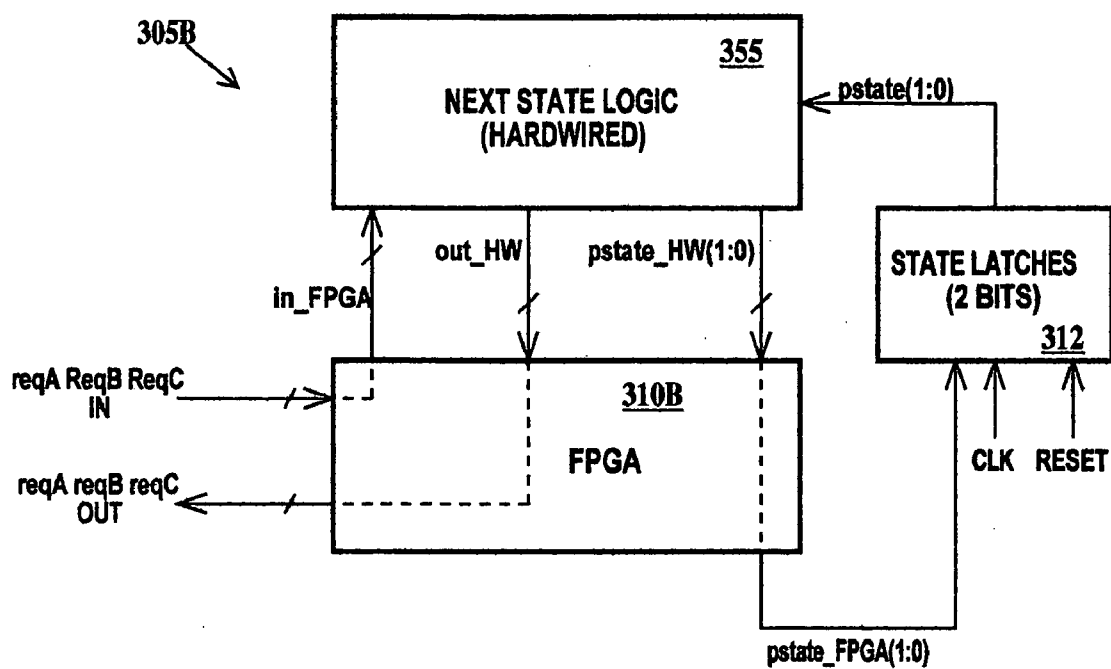 305B
355
NEXT STATE LOGIC
(HARDWIRED)
pstate(1:0)
out_HW
pstate_HW(1:0)
in_FPGA
STATE LATCHES
(2 BITS)
312
reqA ReqB ReqC
IN
310B
FPGA
CLK RESET
reqA reqB reqC
OUT
pstate_FPGA(1:0)